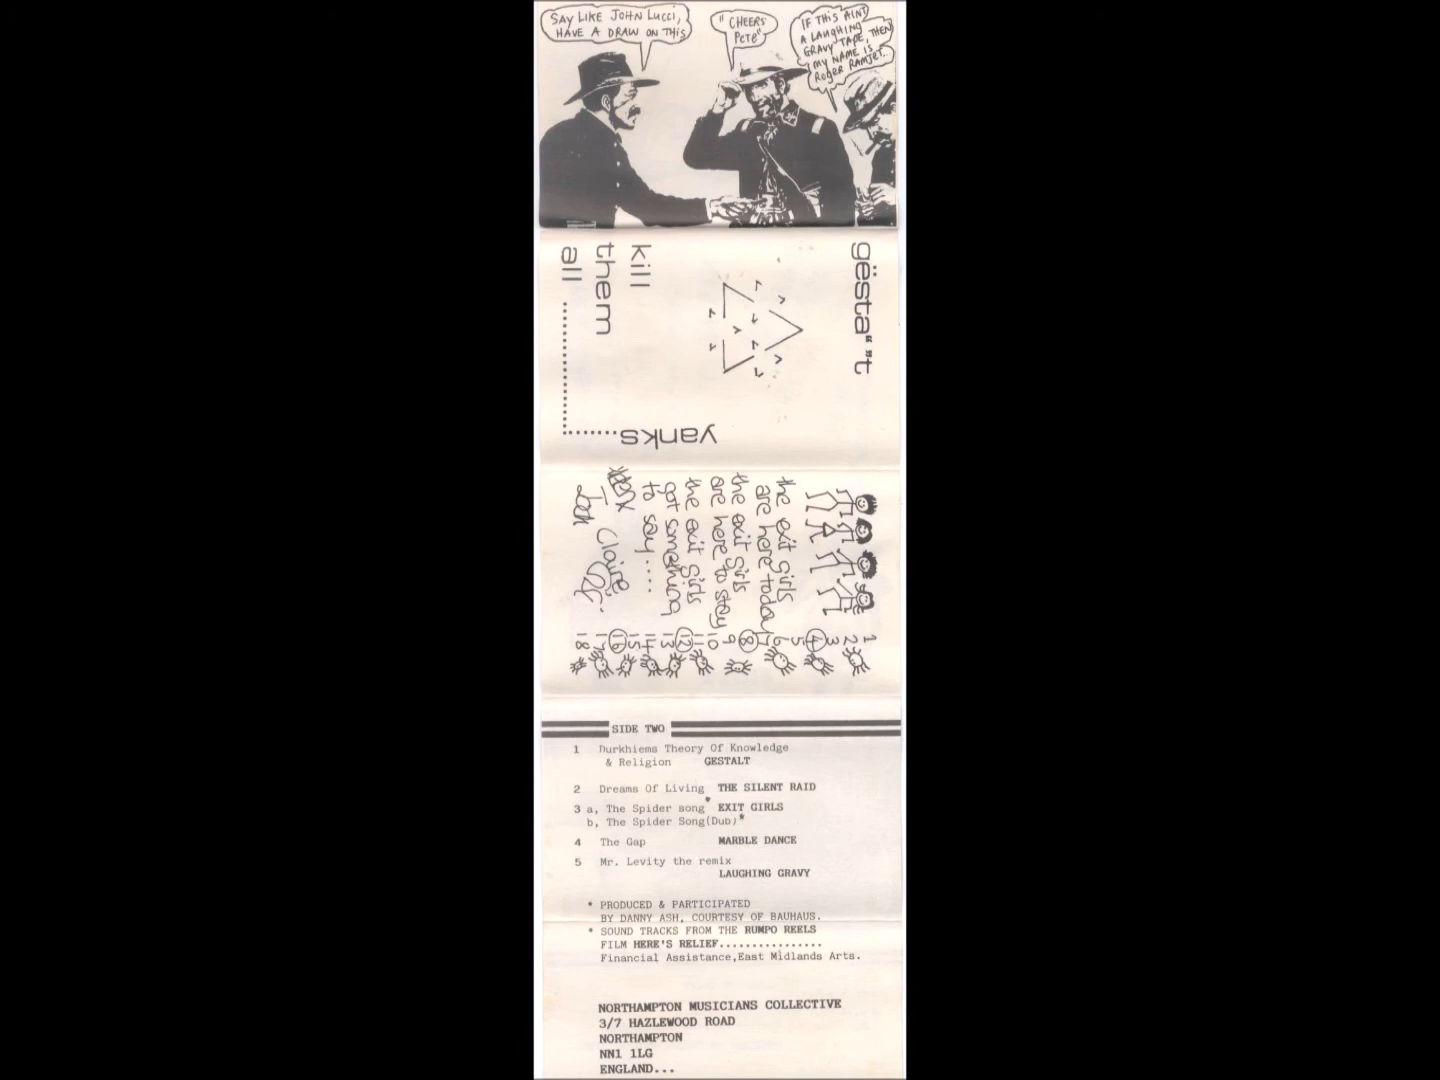 SAY LIKE JOHN LUCCI,
HAVE A DRAW ON THIS
"CHEERS
PETE"
IF THIS AINT
A LAUGHING
GRAVY TAPE, THEN
MY NAME IS
ROGER RAMJET...
gësta“”t
kill
them
all ..............................
yanks
the exit girls
are here today
the exit girls
are here to stay
the exit girls
got something
to say....
Claire
1
2
3
4
5
6
7
8
9
10
11
12
13
14
15
16
17
18
SIDE TWO
1 Durkhiems Theory Of Knowledge
& Religion GESTALT
2 Dreams Of Living THE SILENT RAID
3 a, The Spider song* EXIT GIRLS
b, The Spider Song(Dub)*
4 The Gap MARBLE DANCE
5 Mr. Levity the remix
LAUGHING GRAVY
* PRODUCED & PARTICIPATED
BY DANNY ASH, COURTESY OF BAUHAUS.
* SOUND TRACKS FROM THE RUMPO REELS
FILM HERE'S RELIEF................
Financial Assistance,East Midlands Arts.
NORTHAMPTON MUSICIANS COLLECTIVE
3/7 HAZLEWOOD ROAD
NORTHAMPTON
NN1 1LG
ENGLAND...